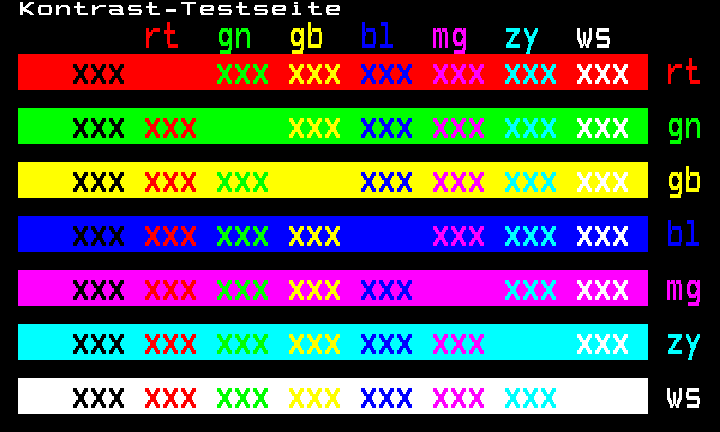 Kontrast-Testseite
rt gn gb bl mg zy ws
XXX XXX XXX XXX XXX XXX XXX rt
XXX XXX XXX XXX XXX XXX XXX gn
XXX XXX XXX XXX XXX XXX XXX gb
XXX XXX XXX XXX XXX XXX XXX bl
XXX XXX XXX XXX XXX XXX XXX mg
XXX XXX XXX XXX XXX XXX XXX zy
XXX XXX XXX XXX XXX XXX XXX ws